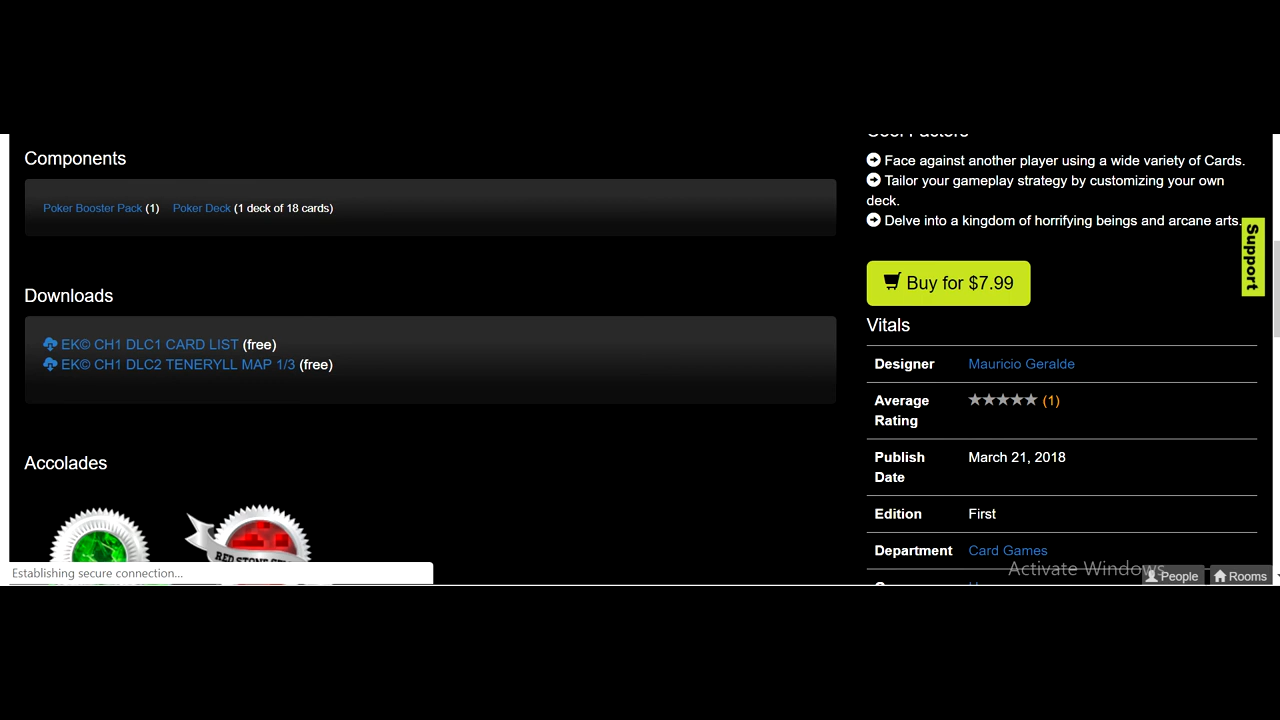 Components
Poker Booster Pack (1) Poker Deck (1 deck of 18 cards)
Downloads
EK© CH1 DLC1 CARD LIST (free)
EK© CH1 DLC2 TENERYLL MAP 1/3 (free)
Accolades
RED STONE
Establishing secure connection...
Cool Factors
Face against another player using a wide variety of Cards.
Tailor your gameplay strategy by customizing your own
deck.
Delve into a kingdom of horrifying beings and arcane arts.
Support
Buy for $7.99
Vitals
Designer Mauricio Geralde
Average
Rating
(1)
Publish
Date
March 21, 2018
Edition First
Department Card Games
Activate Windows
People Rooms